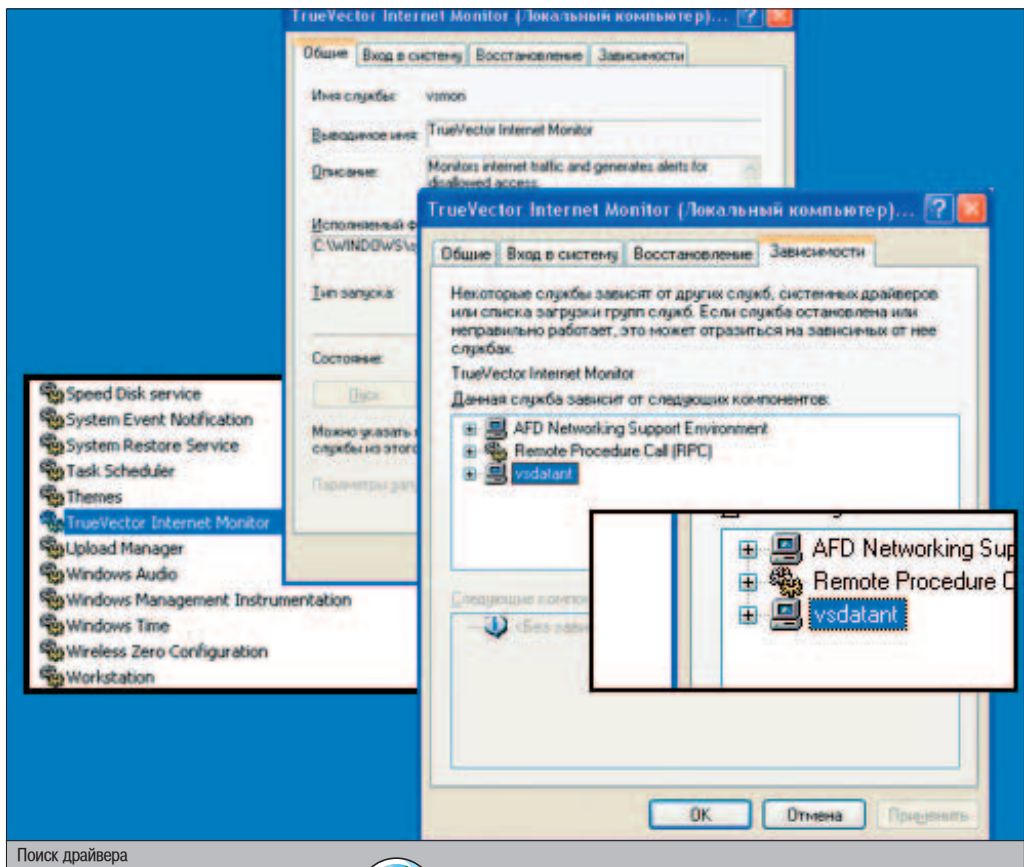 TrueVector Internet Monitor (Локальный компьютер)...
Общие Вход в систему Восстановление Зависимости
Имя службы: vsmon
Выводимое имя: TrueVector Internet Monitor
Описание: Monitors internet traffic and generates alerts for
disallowed access.
Исполняемый ф
C:\WINDOWS\
Тип запуска:
Состояние:
Пуск
Можно указать
службы из этого
Параметры
TrueVector Internet Monitor (Локальный компьютер)...
Общие Вход в систему Восстановление Зависимости
Некоторые службы зависят от других служб, системных драйверов
или списка загрузки групп служб. Если служба остановлена или
неправильно работает, это может отразиться на зависимых от нее
службах.
TrueVector Internet Monitor
Данная служба зависит от следующих компонентов:
AFD Networking Support Environment
Remote Procedure Call (RPC)
vsdatant
Следующие компон
<Без зави
OK Отмена Применить
Speed Disk service
System Event Notification
System Restore Service
Task Scheduler
Themes
TrueVector Internet Monitor
Upload Manager
Windows Audio
Windows Management Instrumentation
Windows Time
Wireless Zero Configuration
Workstation
AFD Networking Sup
Remote Procedure C
vsdatant
Поиск драйвера